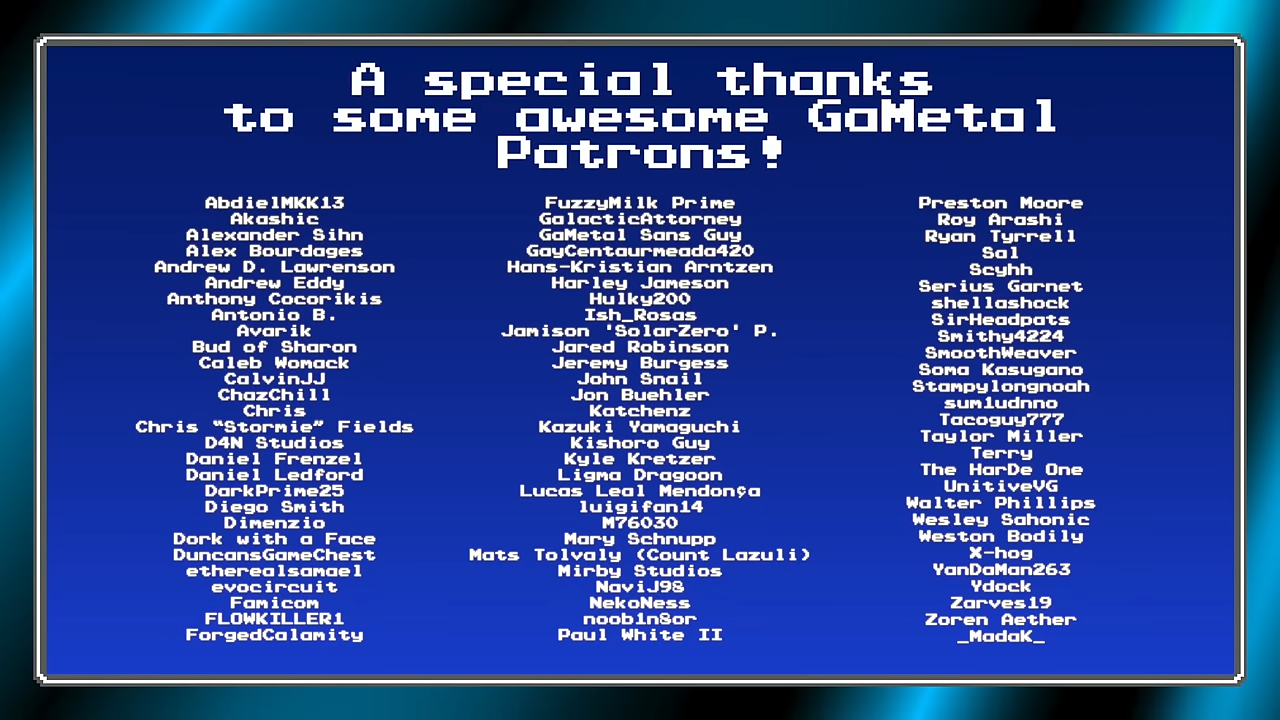 A special thanks
to some awesome GaMetal
Patrons!
AbdielMKK13
Akashic
Alexander Sihn
Alex Bourdages
Andrew D. Lawrenson
Andrew Eddy
Anthony Cocorikis
Antonio B.
Avarik
Bud of Sharon
Caleb Womack
CalvinJJ
ChazChill
Chris
Chris "Stormie" Fields
D4N Studios
Daniel Frenzel
Daniel Ledford
DarkPrime25
Diego Smith
Dimenzio
Dork with a Face
DuncansGameChest
etherealsamael
evocircuit
Famicom
FLOWKILLER1
ForgedCalamity
FuzzyMilk Prime
GalacticAttorney
GaMetal Sans Guy
GayCentaurmeada420
Hans-Kristian Arntzen
Harley Jameson
Hulky200
Ish_Rosas
Jamison 'SolarZero' P.
Jared Robinson
Jeremy Burgess
John Snail
Jon Buehler
Katchenz
Kazuki Yamaguchi
Kishoro Guy
Kyle Kretzer
Ligma Dragoon
Lucas Leal Mendonça
luigifan14
M76030
Mary Schnupp
Mats Tolvaly (Count Lazuli)
Mirby Studios
NaviJ98
NekoNess
noob1n8or
Paul White II
Preston Moore
Roy Arashi
Ryan Tyrrell
Sal
Scyhh
Serius Garnet
shellashock
SirHeadpats
Smithy4224
SmoothWeaver
Soma Kasugano
Stampylongnoah
sum1udnno
Tacoguy777
Taylor Miller
Terry
The HarDe One
UnitiveVG
Walter Phillips
Wesley Sahonic
Weston Bodily
X-hog
YanDaMan263
Ydock
Zarves19
Zoren Aether
_MadaK_